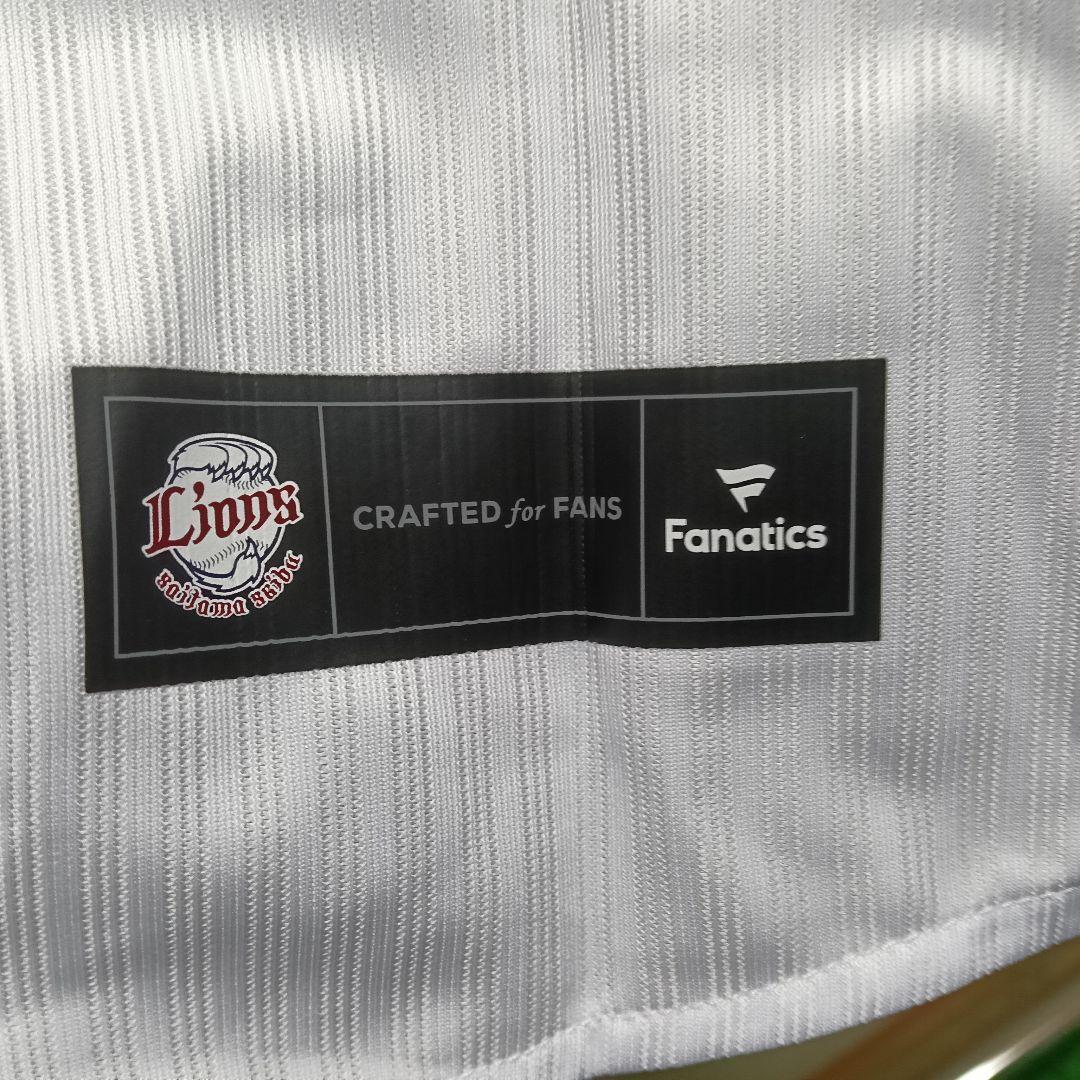 Lions
saitama seibu
CRAFTED for FANS
Fanatics